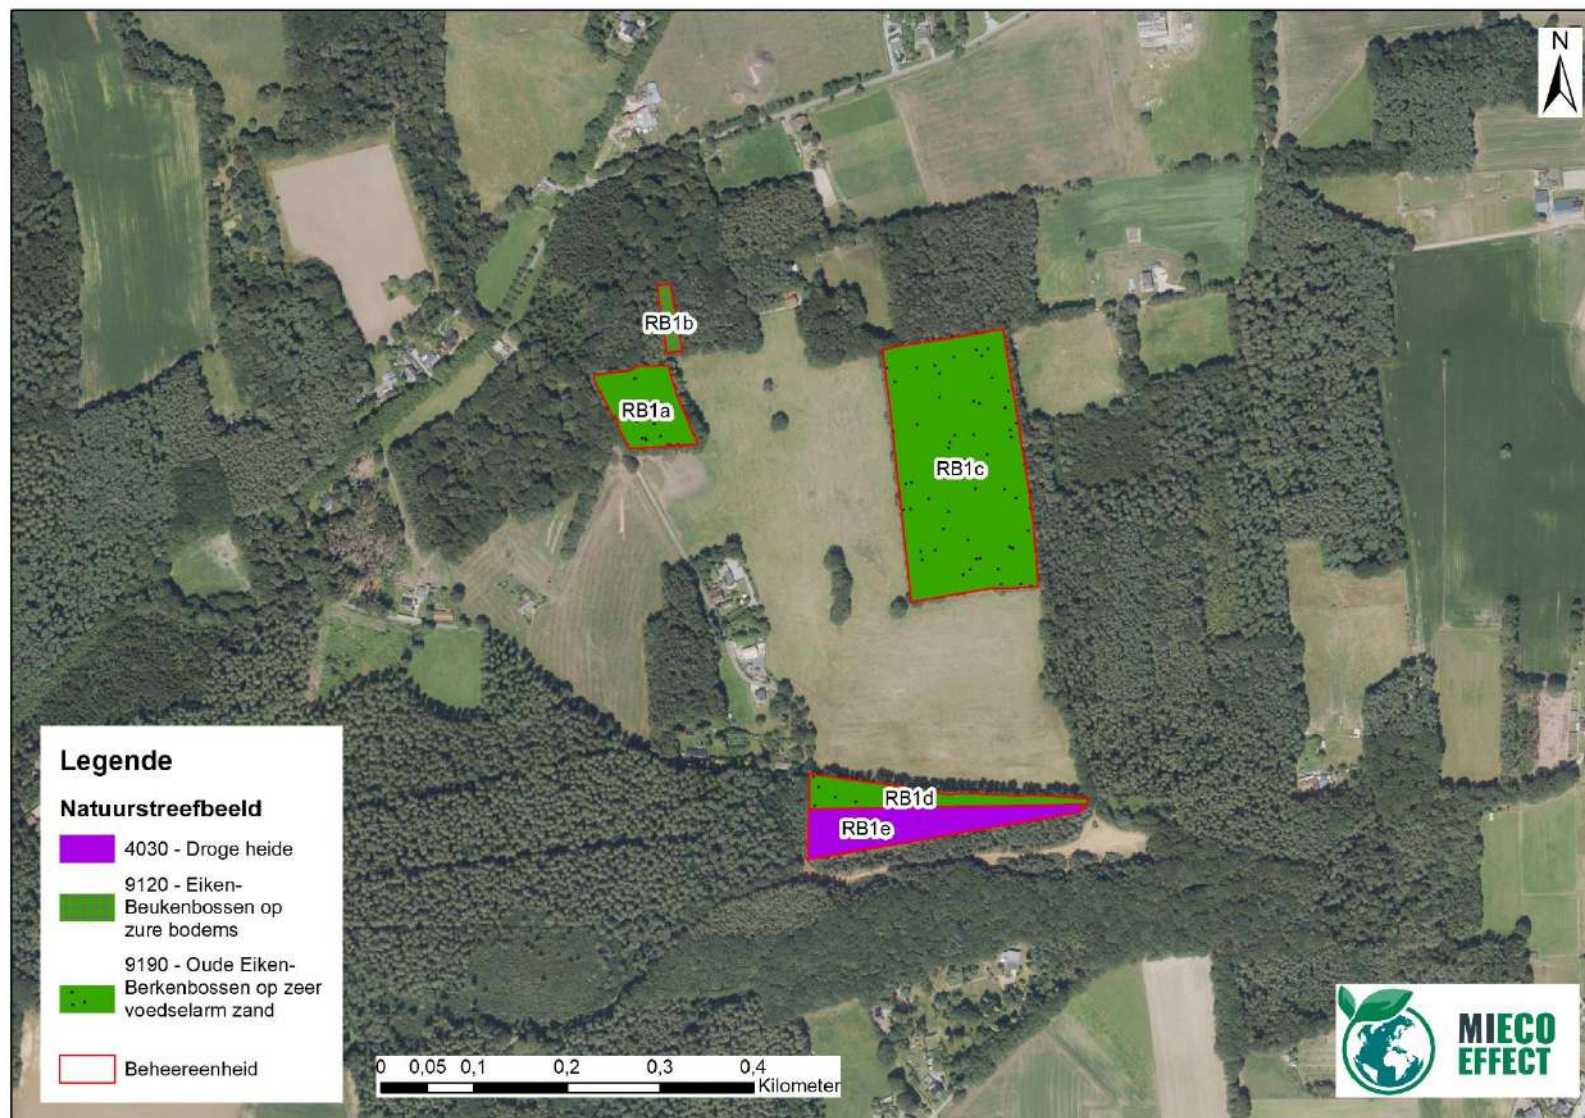 N
RB1b
RB1a
RB1c
RB1d
RB1e
Legende
Natuurstreefbeeld
4030 - Droge heide
9120 - Eiken-
Beukenbossen op
zure bodems
9190 - Oude Eiken-
Berkenbossen op zeer
voedselarm zand
Beheereenheid
0 0,05 0,1 0,2 0,3 0,4
Kilometer
MIECO
EFFECT